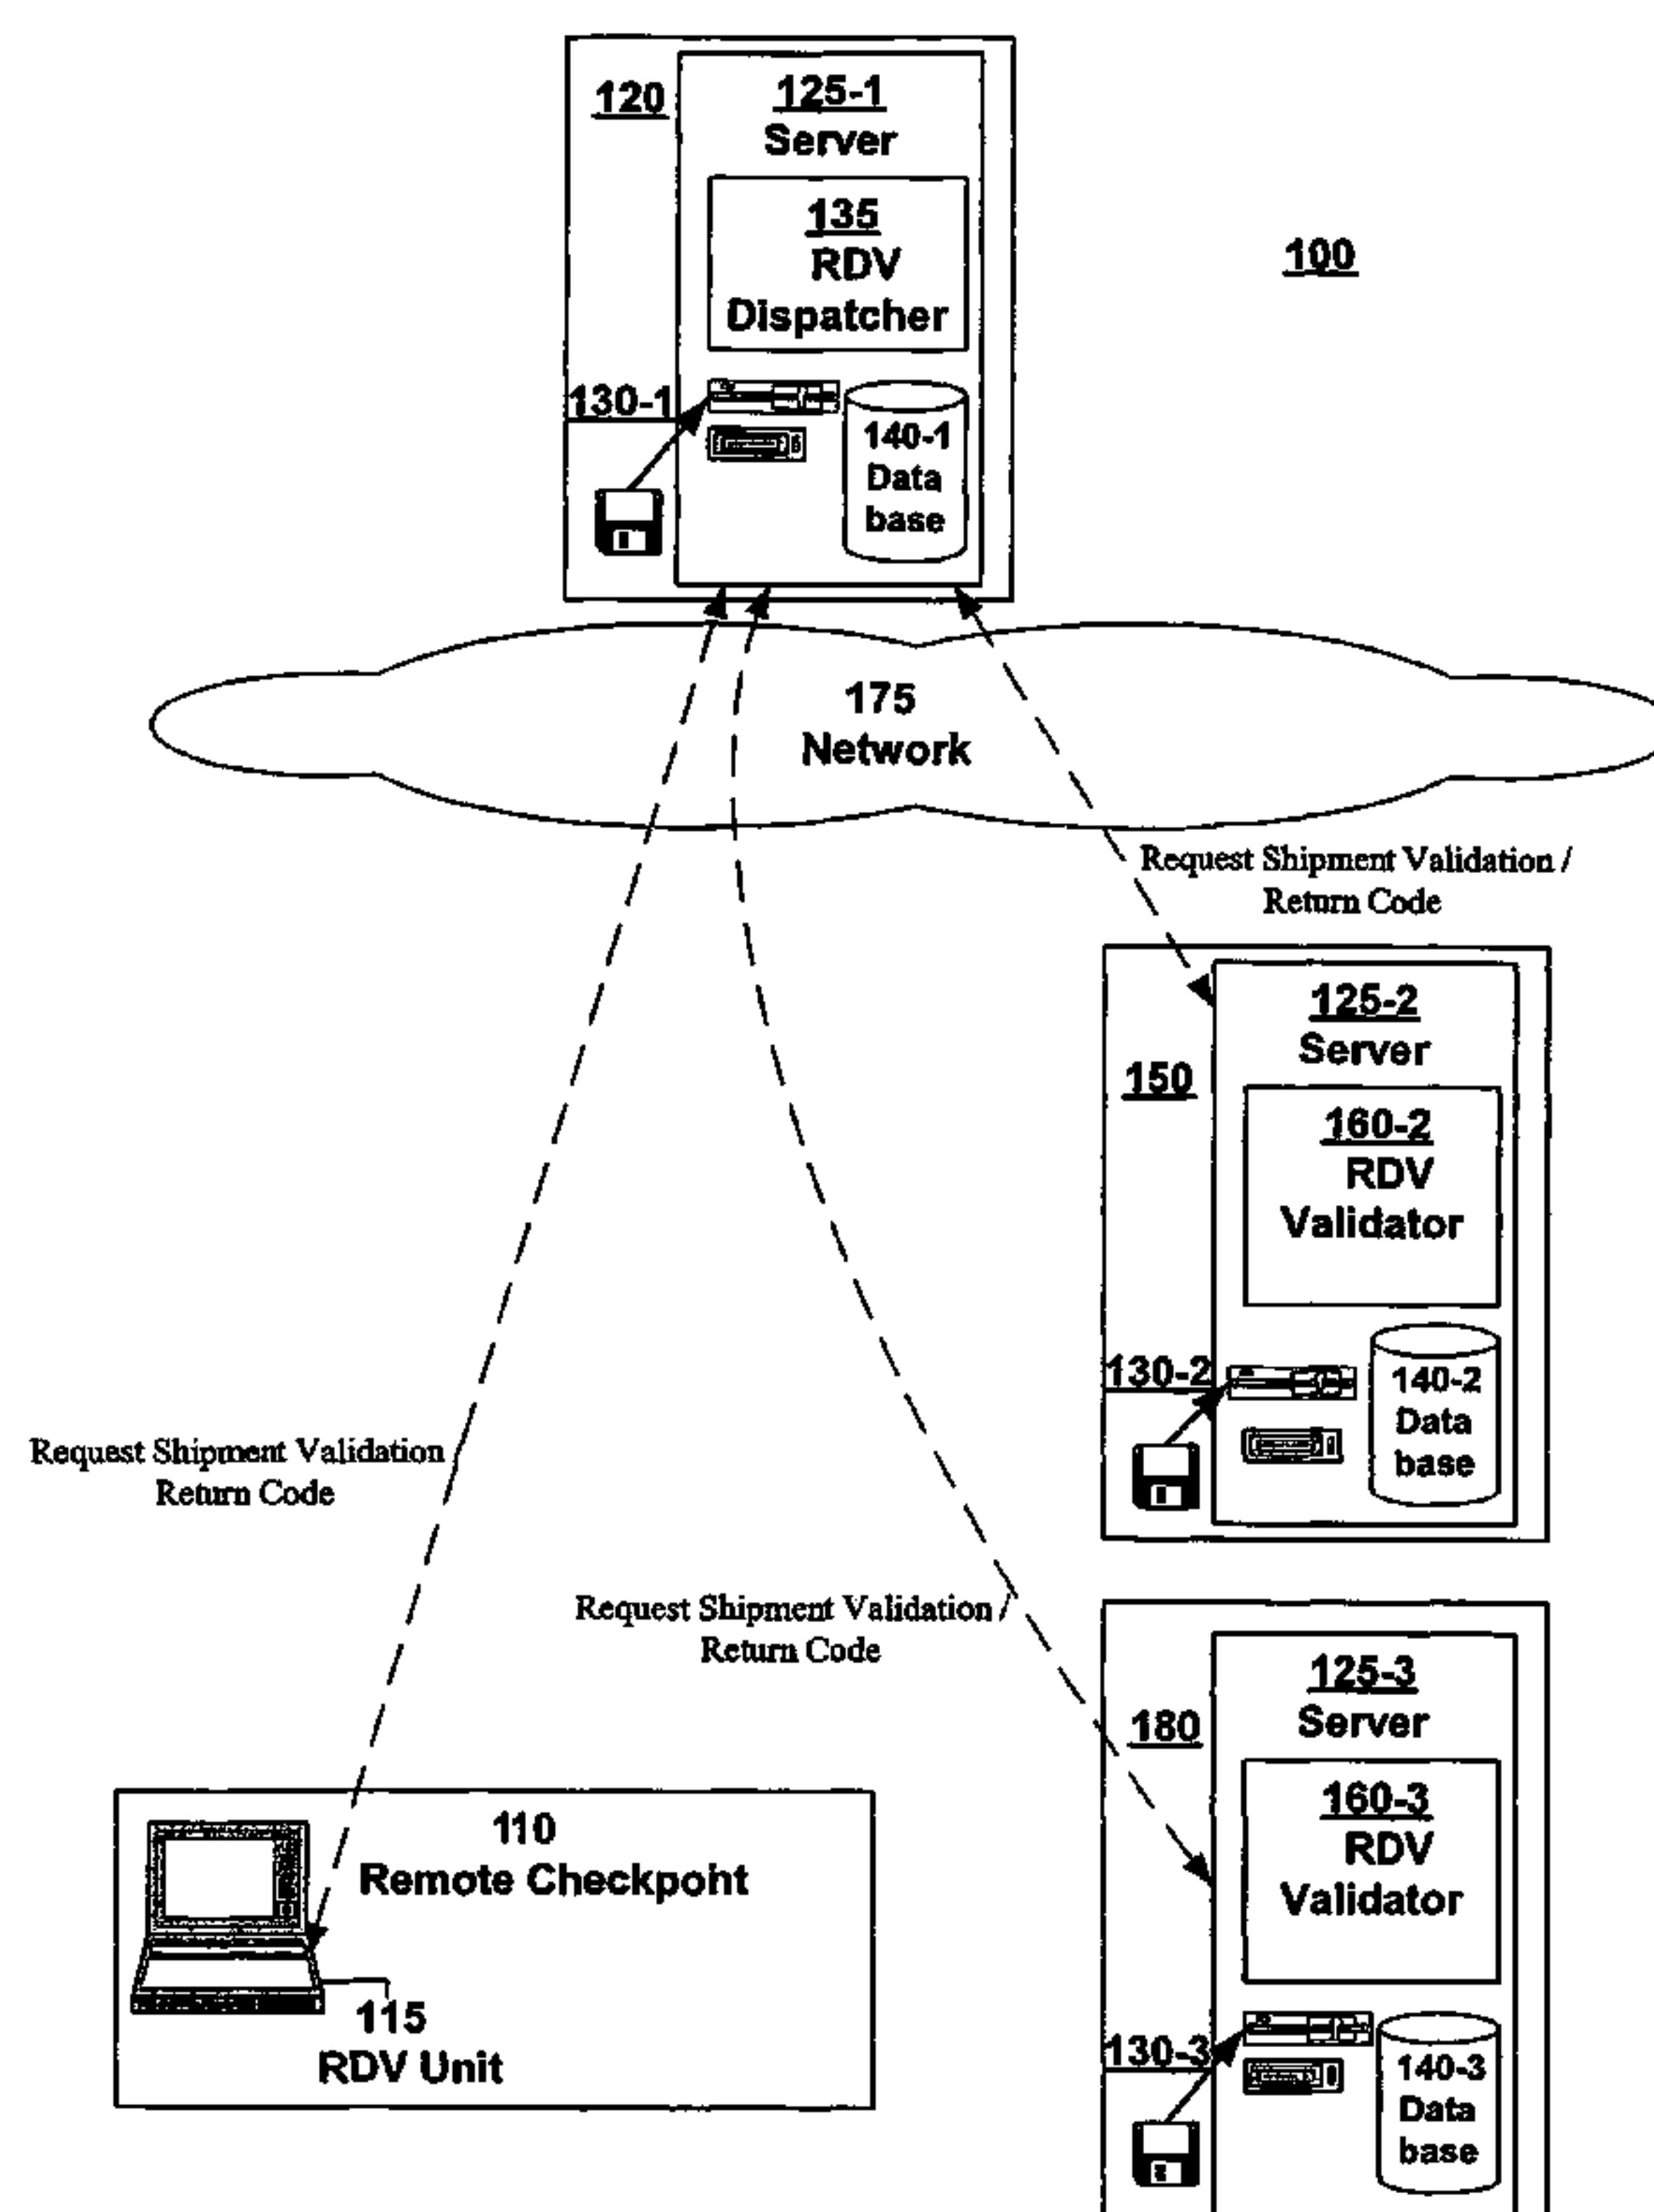 120
125-1
Server
135
RDV
Dispatcher
100
130-1
140-1
Data
base
175
Network
Request Shipment Validation /
Return Code
125-2
Server
150
160-2
RDV
Validator
130-2
140-2
Data
base
Request Shipment Validation
Return Code
Request Shipment Validation /
Return Code
125-3
Server
180
160-3
RDV
Validator
110
Remote Checkpoint
115
RDV Unit
130-3
140-3
Data
base